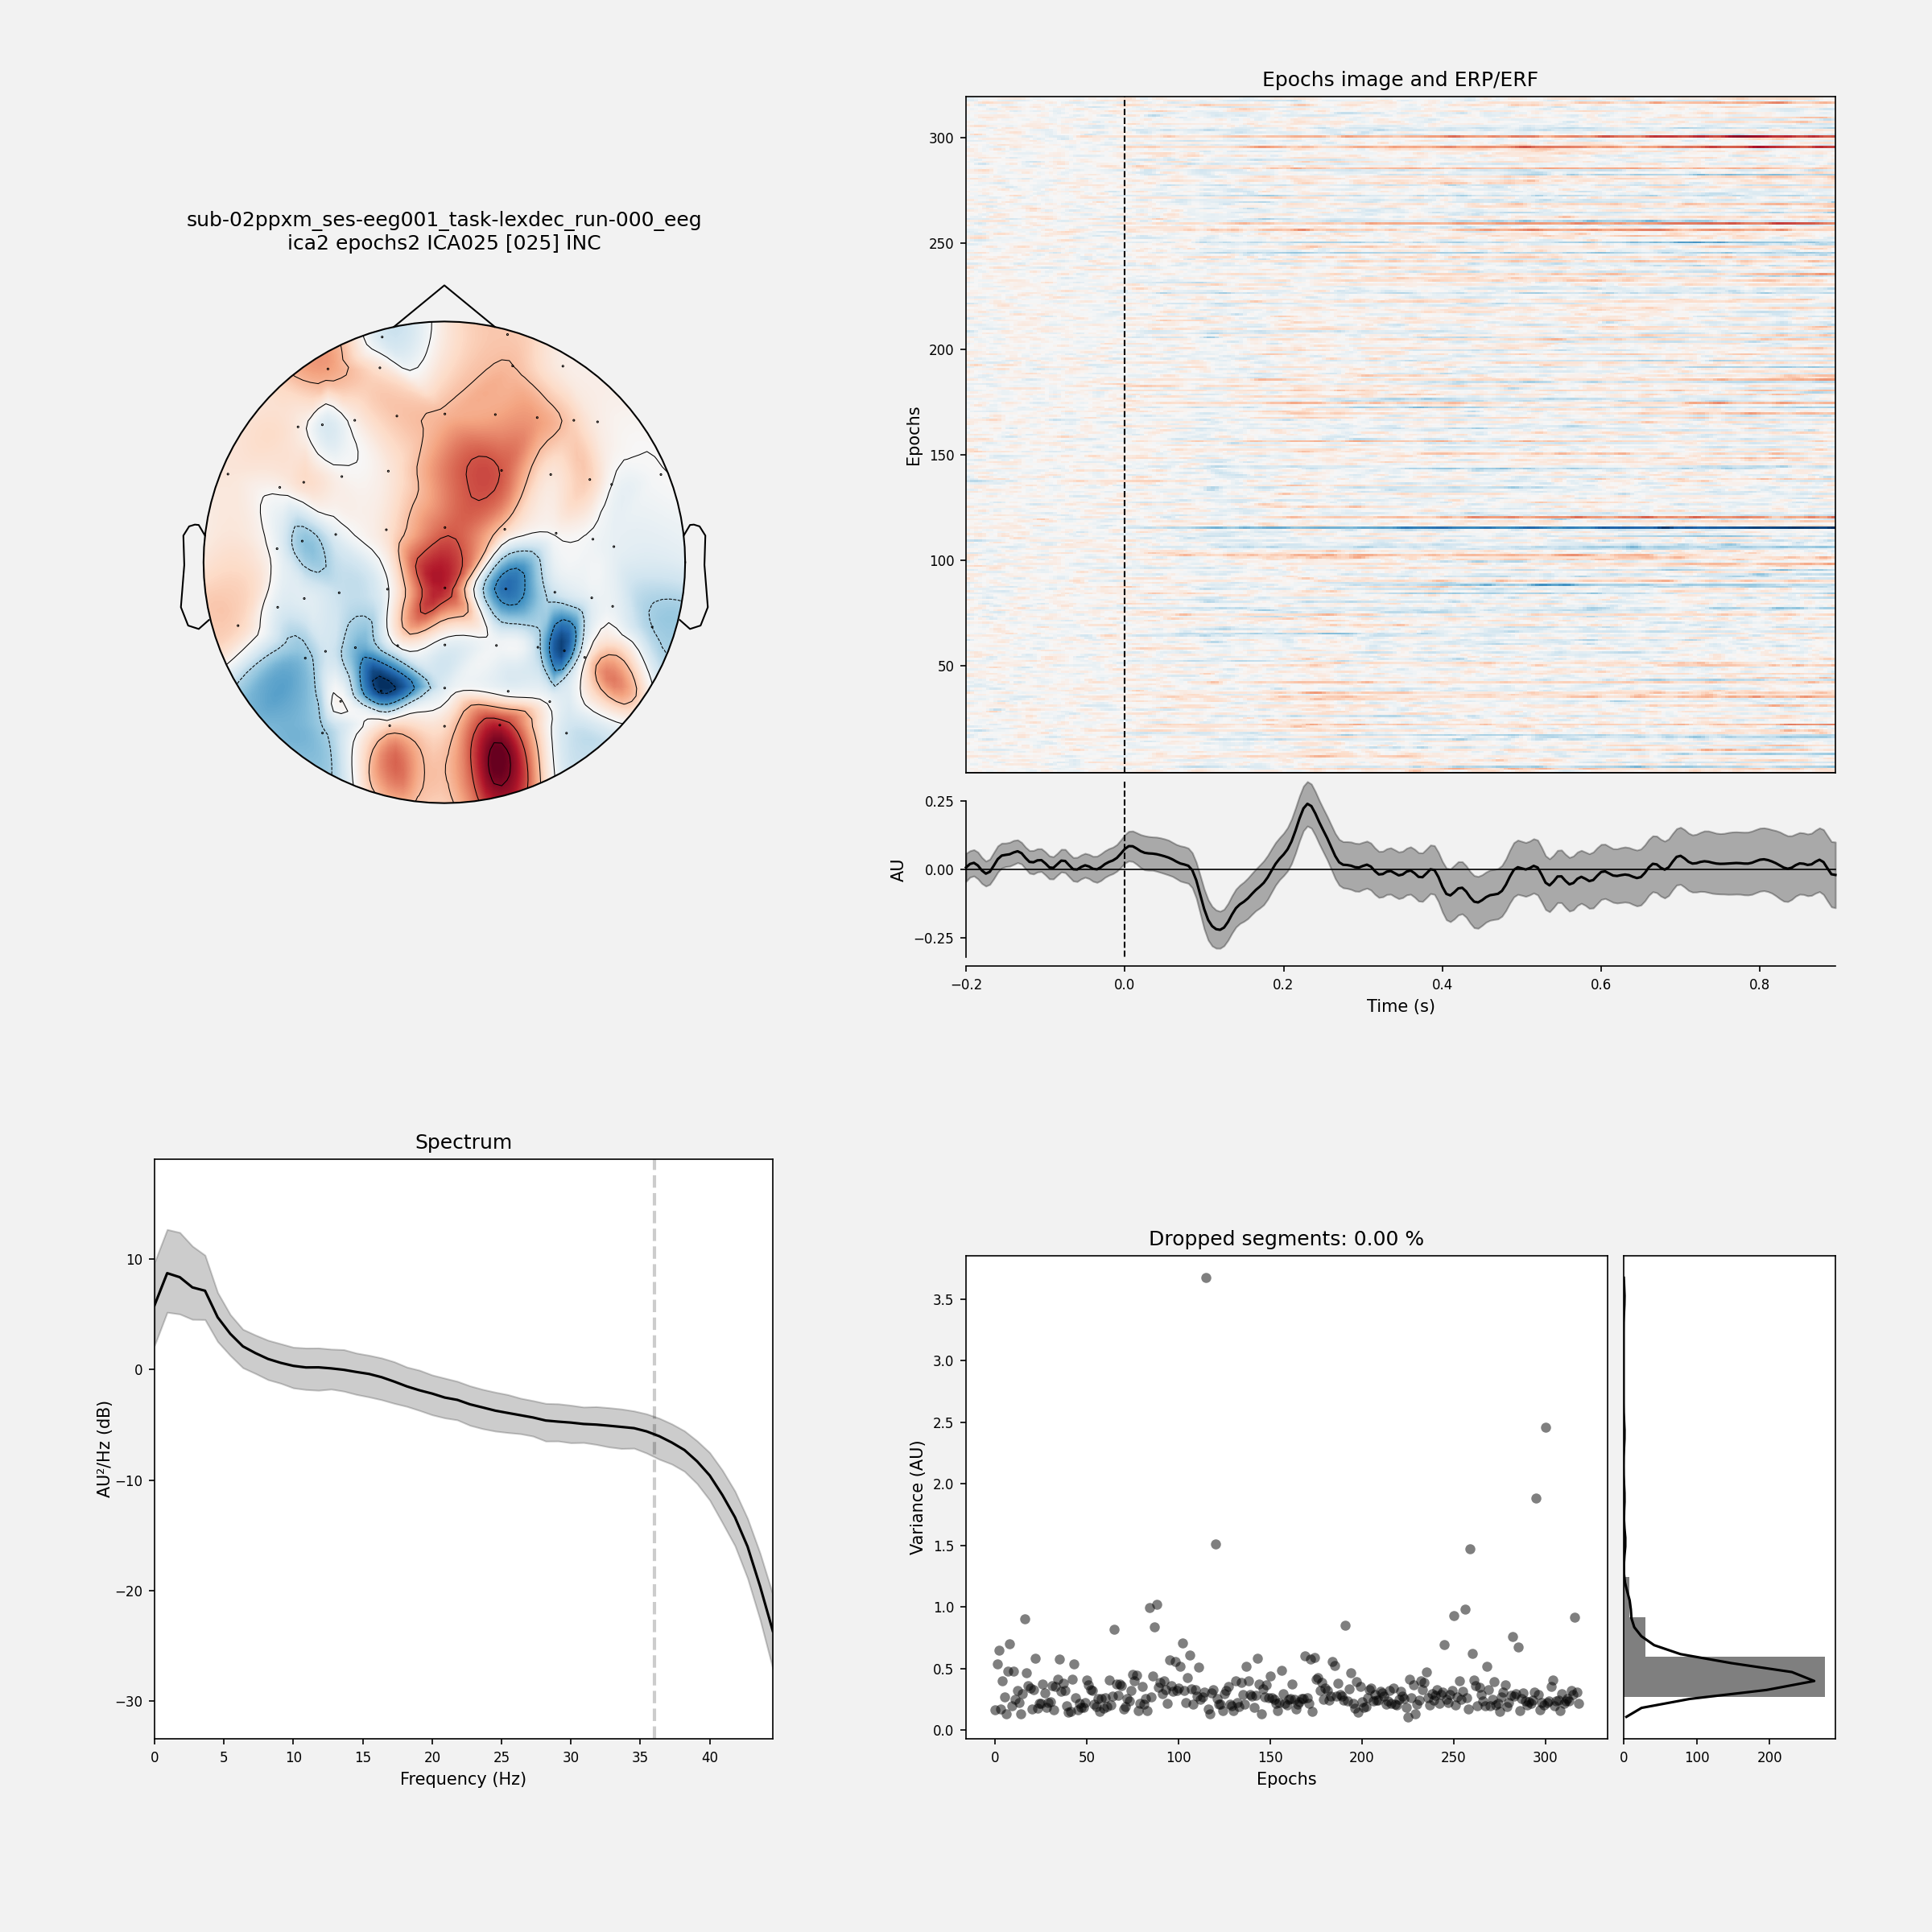 sub-02ppxm_ses-eeg001_task-lexdec_run-000_eeg
ica2 epochs2 ICA025 [025] INC
Epochs image and ERP/ERF
Epochs
300
250
200
150
100
50
AU
0.25
0.00
−0.25
−0.2 0.0 0.2 0.4 0.6 0.8
Time (s)
Spectrum
AU²/Hz (dB)
10
0
−10
−20
−30
0 5 10 15 20 25 30 35 40
Frequency (Hz)
Dropped segments: 0.00 %
Variance (AU)
3.5
3.0
2.5
2.0
1.5
1.0
0.5
0.0
0 50 100 150 200 250 300
Epochs
0 100 200